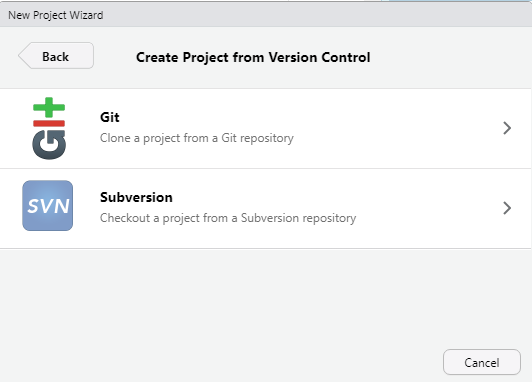 New Project Wizard
Back
Create Project from Version Control
git
Git
Clone a project from a Git repository
SVN
Subversion
Checkout a project from a Subversion repository
Cancel